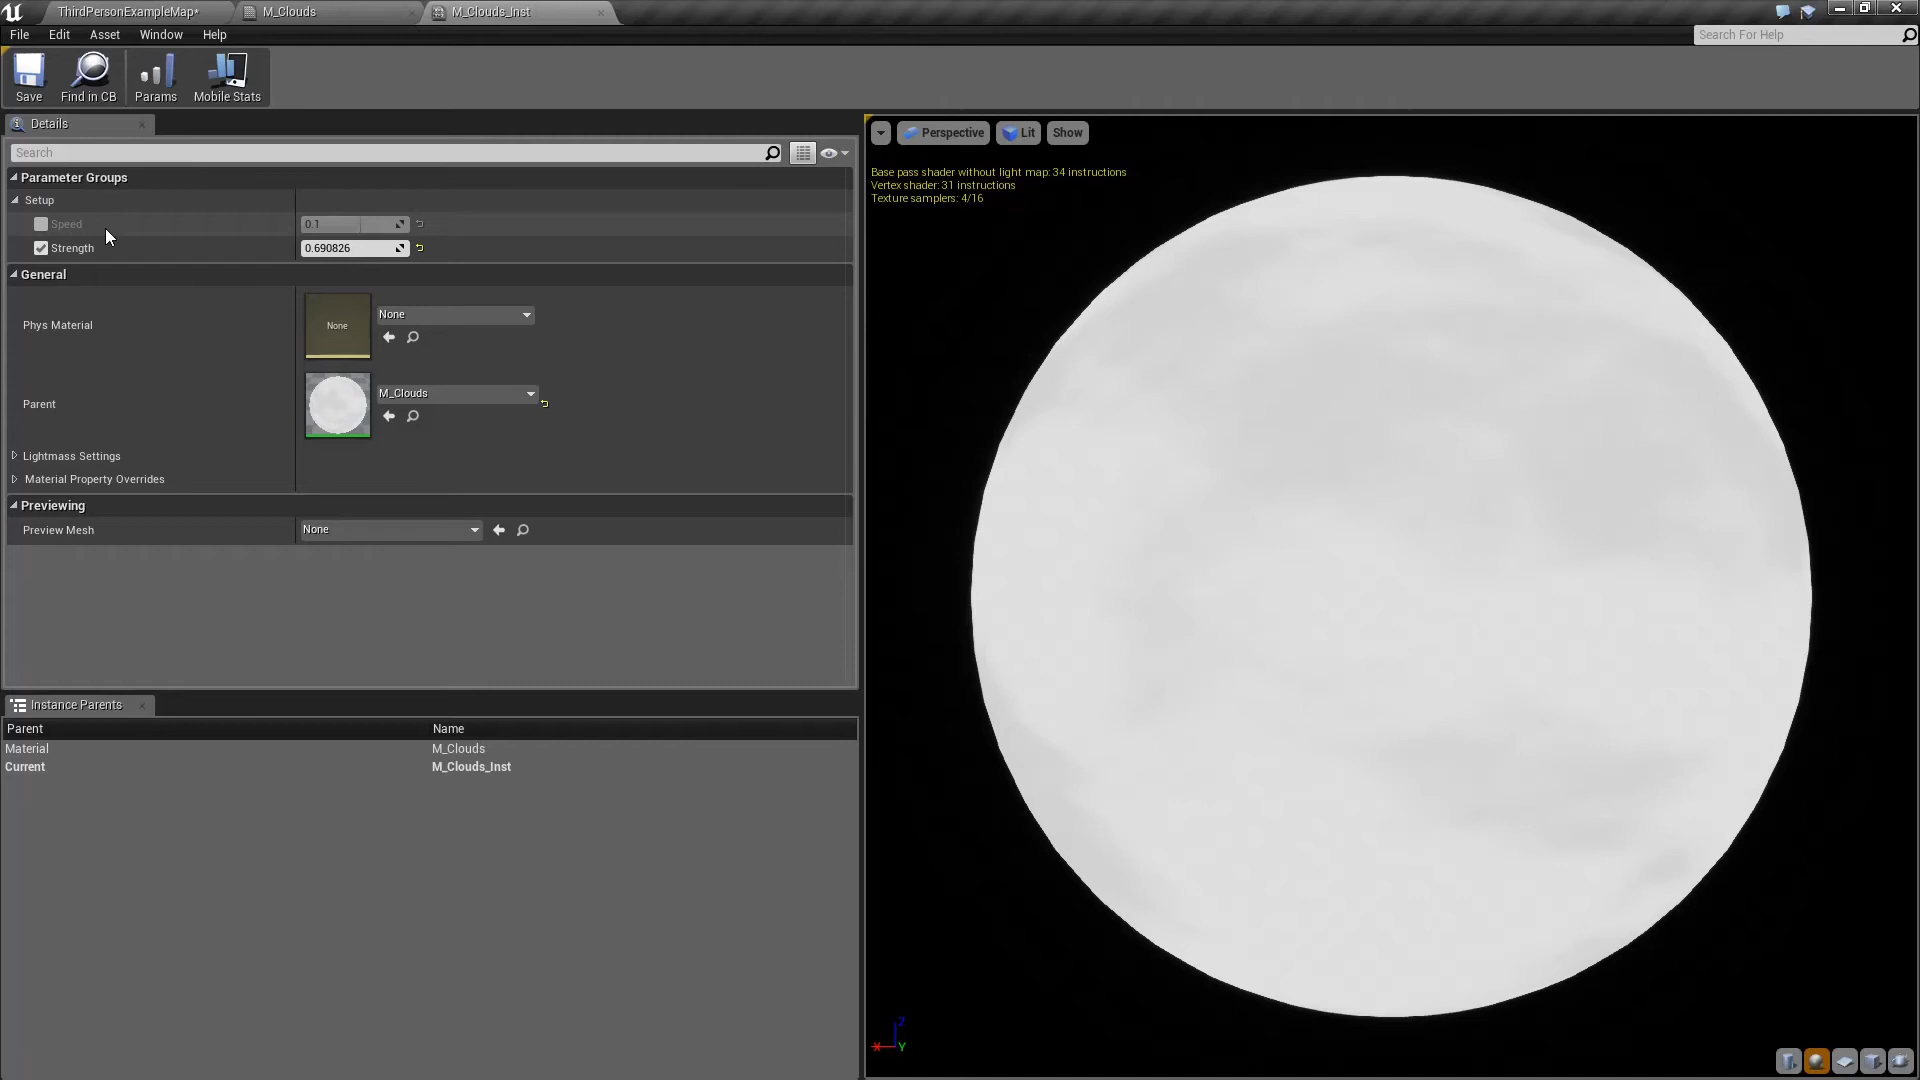 ThirdPersonExampleMap*
M_Clouds
M_Clouds_Inst
File
Edit
Asset
Window
Help
Search For Help
Save
Find in CB
Params
Mobile Stats
Details
Perspective
Lit
Show
Search
Base pass shader without light map: 34 instructions
Vertex shader: 31 instructions
Texture samplers: 4/16
Parameter Groups
Setup
Speed
0.1
Strength
0.690826
General
Phys Material
None
None
Parent
M_Clouds
Lightmass Settings
Material Property Overrides
Previewing
Preview Mesh
None
Instance Parents
Parent
Name
Material
M_Clouds
Current
M_Clouds_Inst
Z
X
Y